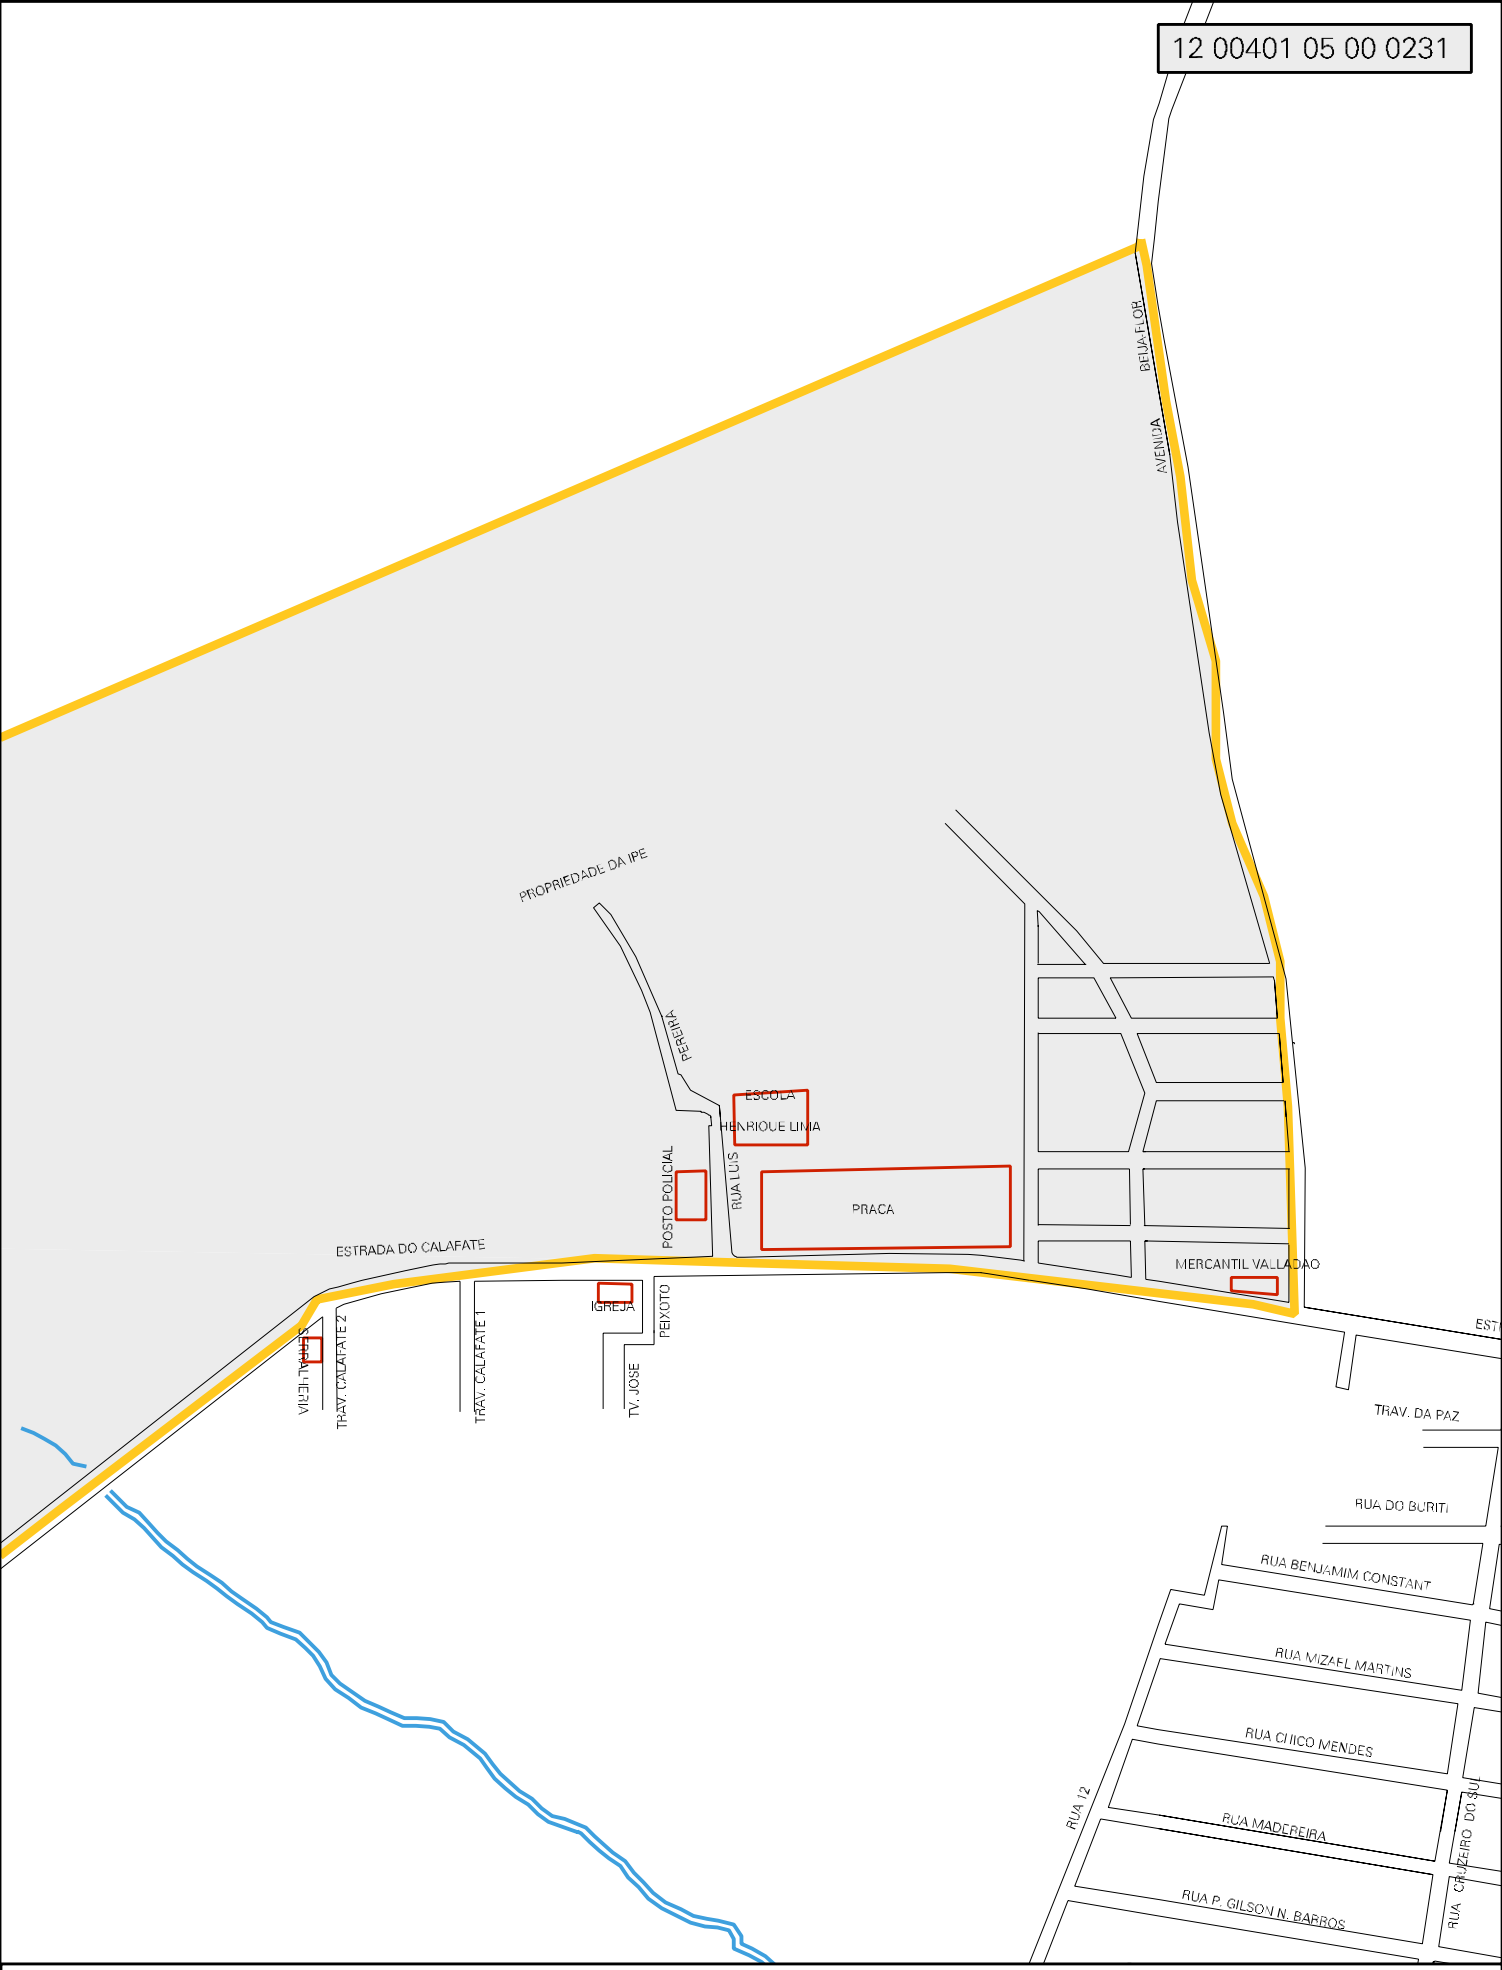 12 00401 05 00 0231
BEIJA-FLOR
AVENIDA
PROPRIEDADE DA IPE
PEREIRA
ESCOLA
HENRIQUE LIMA
POSTO POLICIAL
RUA LUIS
PRACA
ESTRADA DO CALAFATE
MERCANTIL VALLADAO
IGREJA
PEIXOTO
SERRALHERIA
TRAV. CALAFATE 2
TRAV. CALAFATE 1
TV. JOSE
TRAV. DA PAZ
RUA DO BURITI
RUA BENJAMIM CONSTANT
RUA MIZAEL MARTINS
RUA CHICO MENDES
RUA 12
RUA MADEREIRA
RUA CRUZEIRO DO SUL
RUA P. GILSON N. BARROS